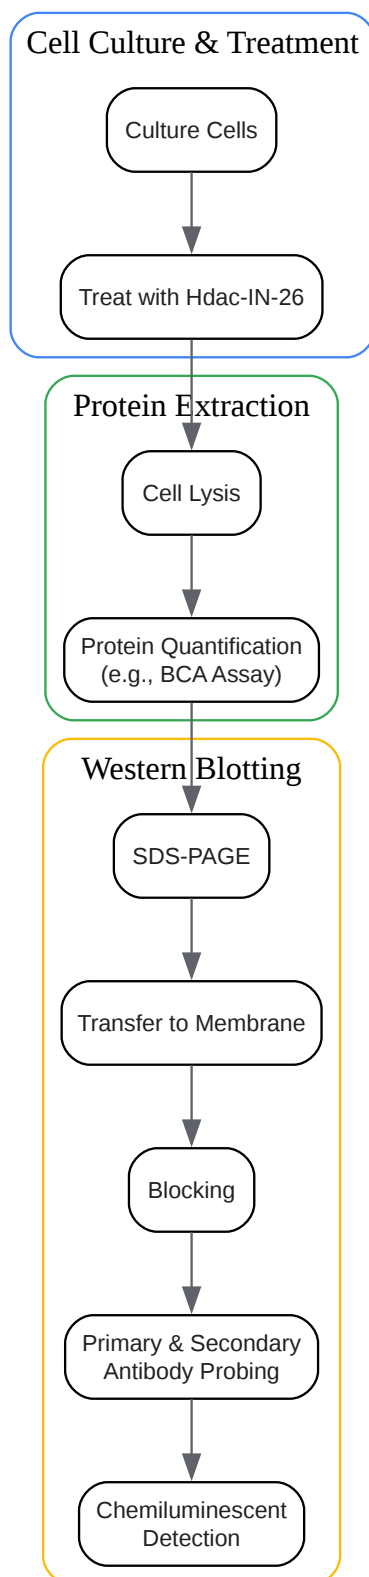 Cell Culture & Treatment
Culture Cells
Treat with Hdac-IN-26
Protein Extraction
Cell Lysis
Protein Quantification
(e.g., BCA Assay)
Western Blotting
SDS-PAGE
Transfer to Membrane
Blocking
Primary & Secondary
Antibody Probing
Chemiluminescent
Detection